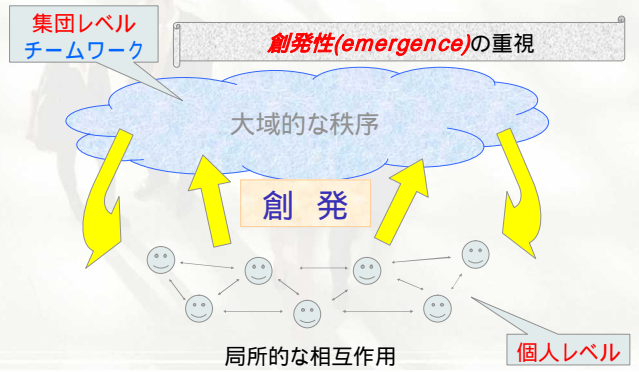 集団レベル
チームワーク
創発性(emergence)の重視
大域的な秩序
創 発
局所的な相互作用
個人レベル